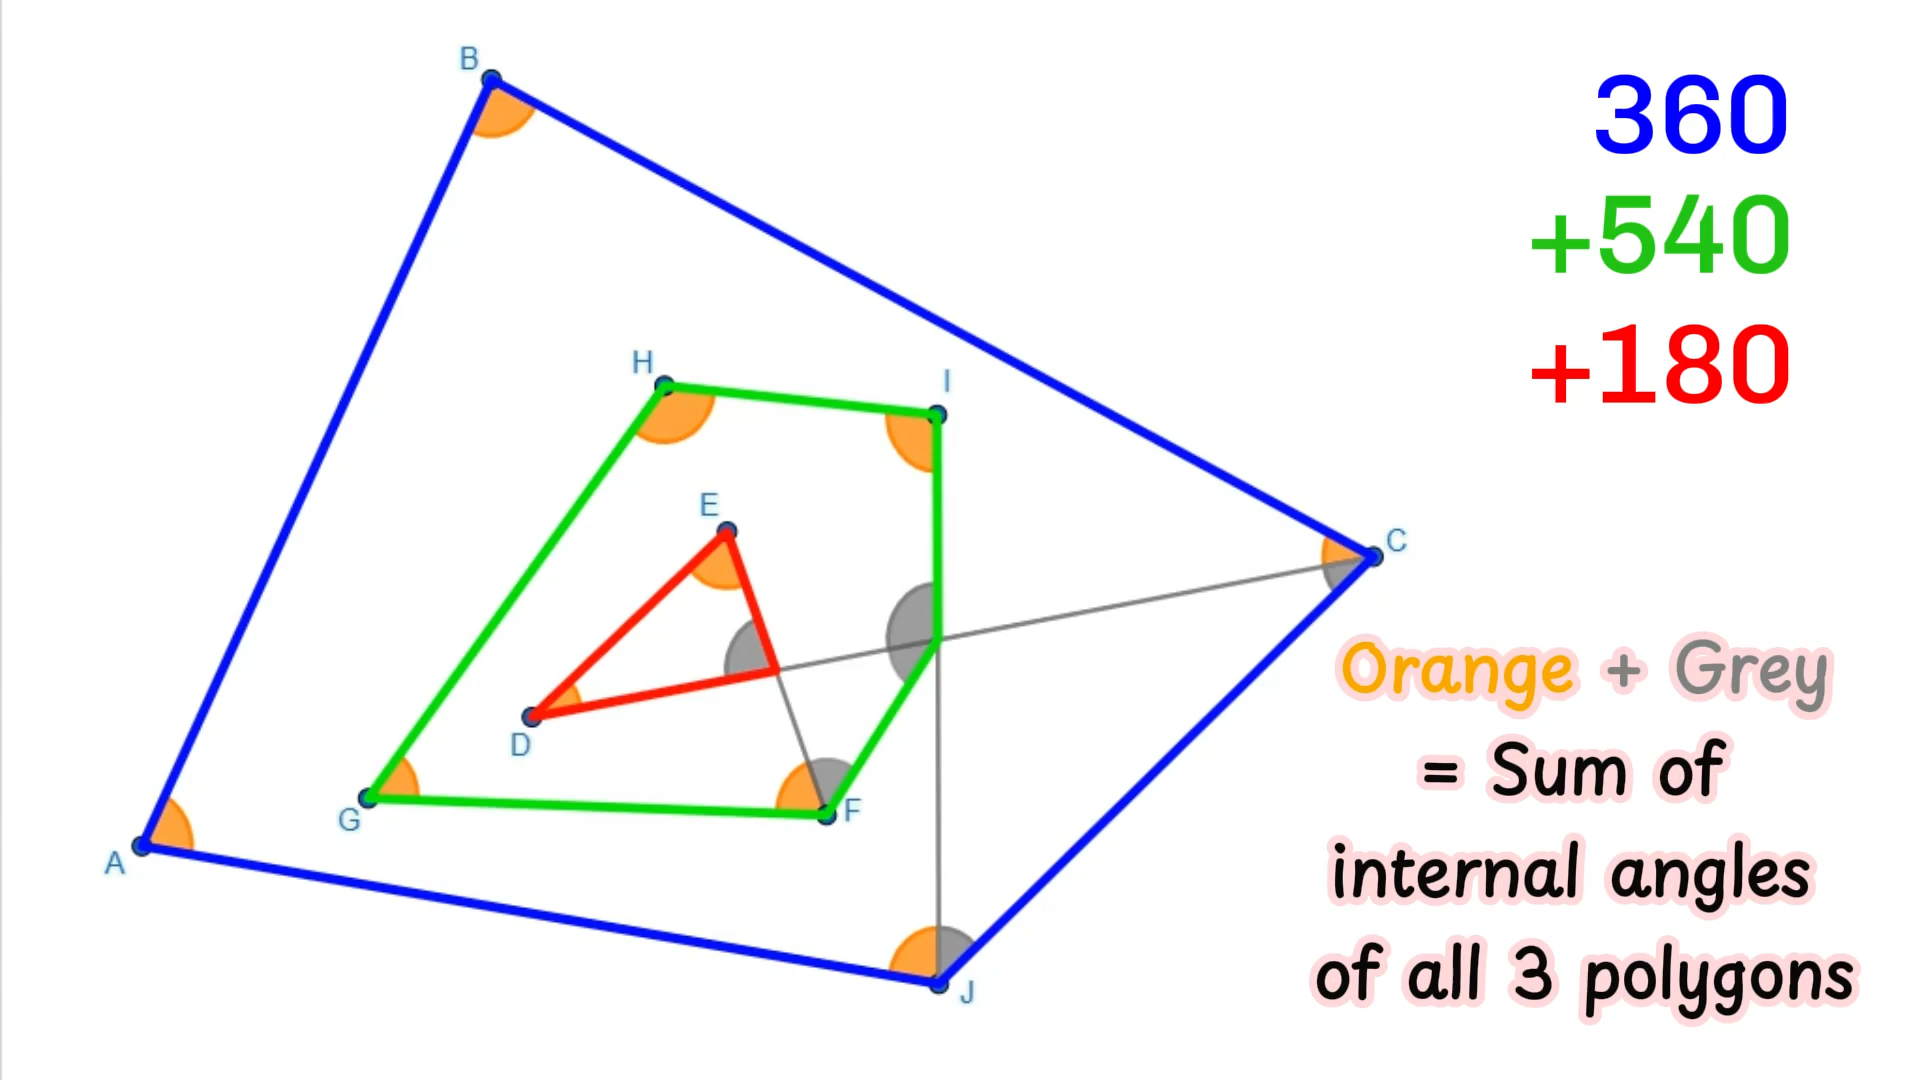 B
360
+540
H
I
+180
E
C
Orange + Grey
D
= Sum of
G
F
A
internal angles
J
of all 3 polygons